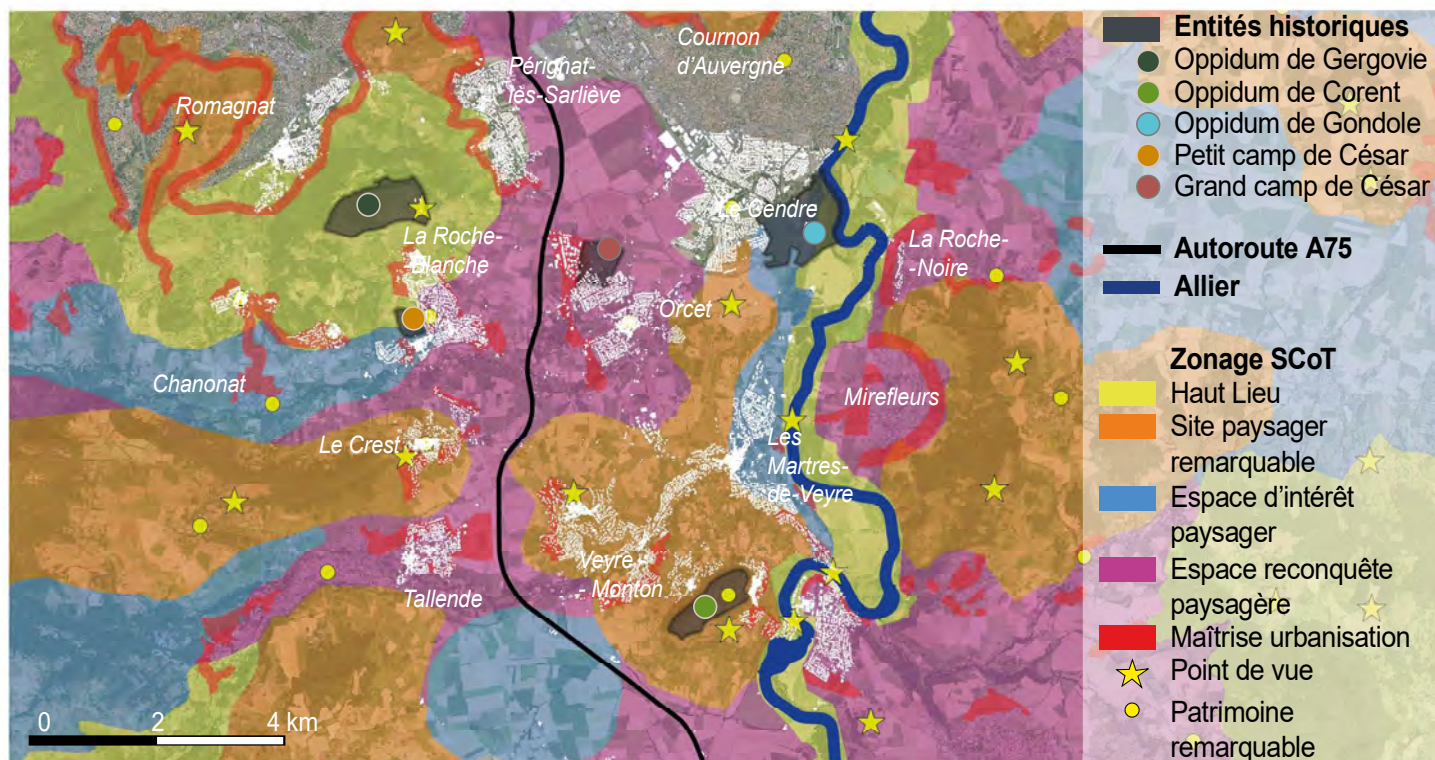 Cournon
d'Auvergne
Pérignat-
lès-Sarliève
Romagnat
Le Cendre
La Roche-
-Blanche
La Roche-
-Noire
Orcet
Chanonat
Mirefleurs
Le Crest
Les
Martres-
de-Veyre
Veyre -
- Monton
Tallende
0 2 4 km
Entités historiques
Oppidum de Gergovie
Oppidum de Corent
Oppidum de Gondole
Petit camp de César
Grand camp de César
Autoroute A75
Allier
Zonage SCoT
Haut Lieu
Site paysager
remarquable
Espace d'intérêt
paysager
Espace reconquête
paysagère
Maîtrise urbanisation
Point de vue
Patrimoine
remarquable